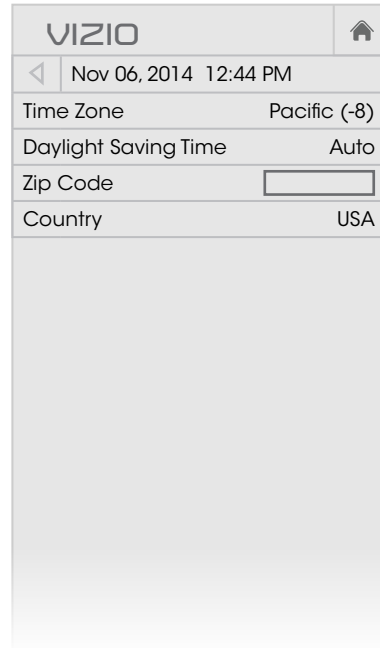 VIZIO
Nov 06, 2014 12:44 PM
Time Zone Pacific (-8)
Daylight Saving Time Auto
Zip Code
Country USA